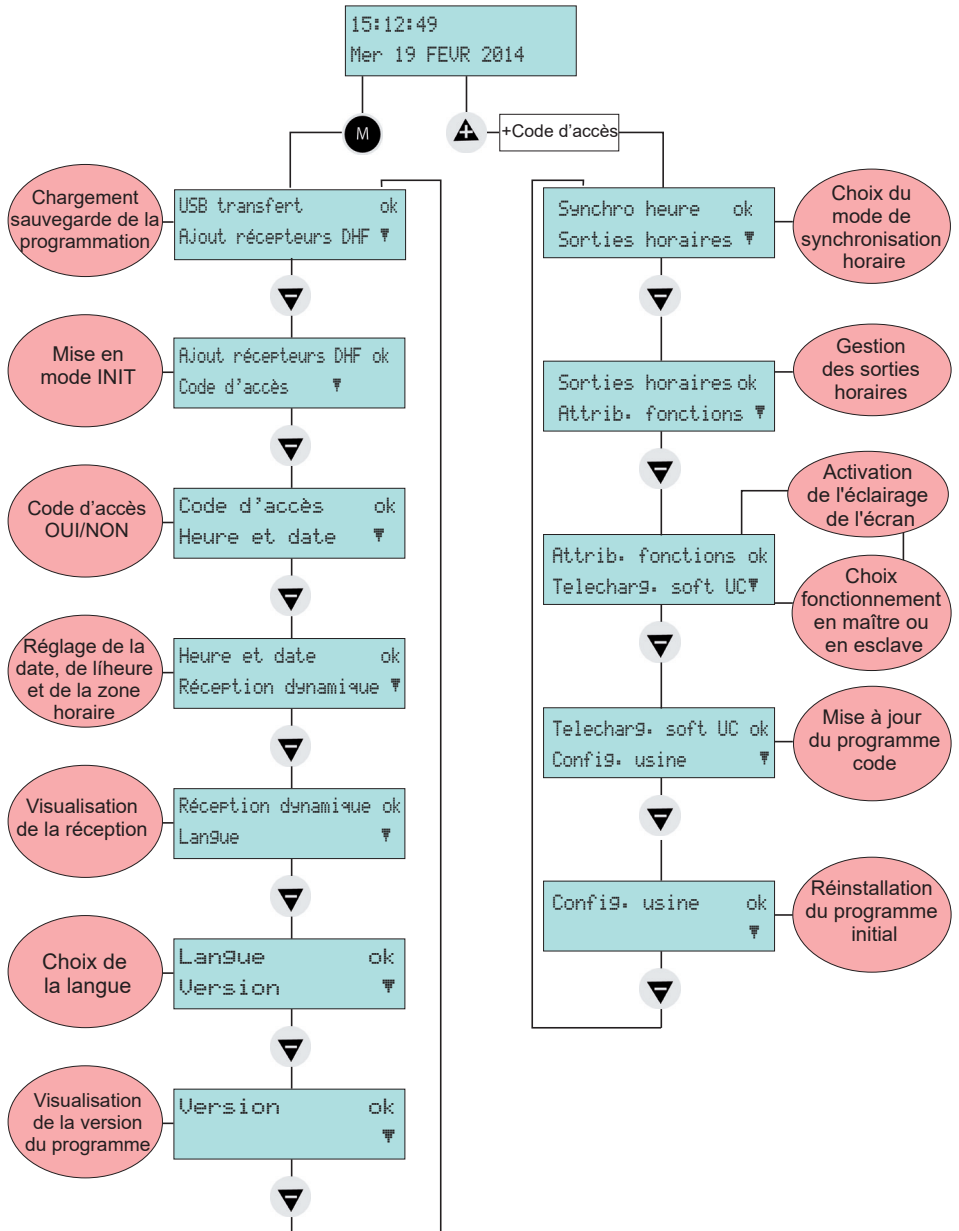 15:12:49
Mer 19 FEVR 2014
M
+Code d'accès
Chargement
sauvegarde de la
programmation
USB transfert ok
Ajout récepteurs DHF
Mise en
mode INIT
Ajout récepteurs DHF ok
Code d'accès
Code d'accès
OUI/NON
Code d'accès ok
Heure et date
Réglage de la
date, de líheure
et de la zone
horaire
Heure et date ok
Réception dynamique
Visualisation
de la réception
Réception dynamique ok
Langue
Choix de
la langue
Langue ok
Version
Visualisation
de la version
du programme
Version ok
Synchro heure ok
Sorties horaires
Choix du
mode de
synchronisation
horaire
Sorties horaires ok
Attrib. fonctions
Gestion
des sorties
horaires
Attrib. fonctions ok
Telecharg. soft UC
Activation
de l'éclairage
de l'écran
Choix
fonctionnement
en maître ou
en esclave
Telecharg. soft UC ok
Config. usine
Mise à jour
du programme
code
Config. usine ok
Réinstallation
du programme
initial